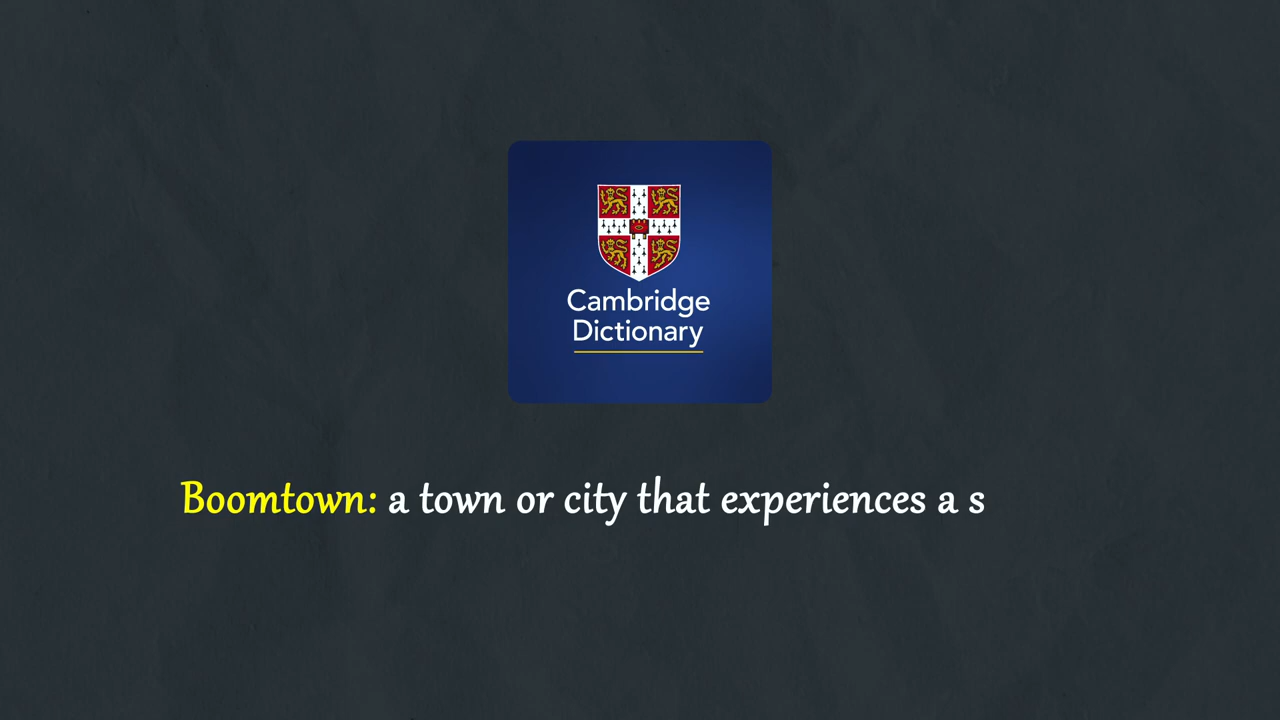 Cambridge
Dictionary
Boomtown: a town or city that experiences a s